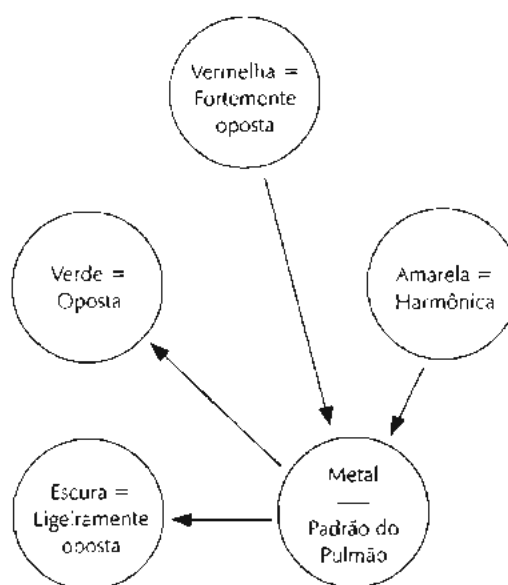 Vermelha =
Fortemente
oposta
Verde =
Oposta
Amarela =
Harmônica
Escura =
Ligeiramente
oposta
Metal
Padrão do
Pulmão